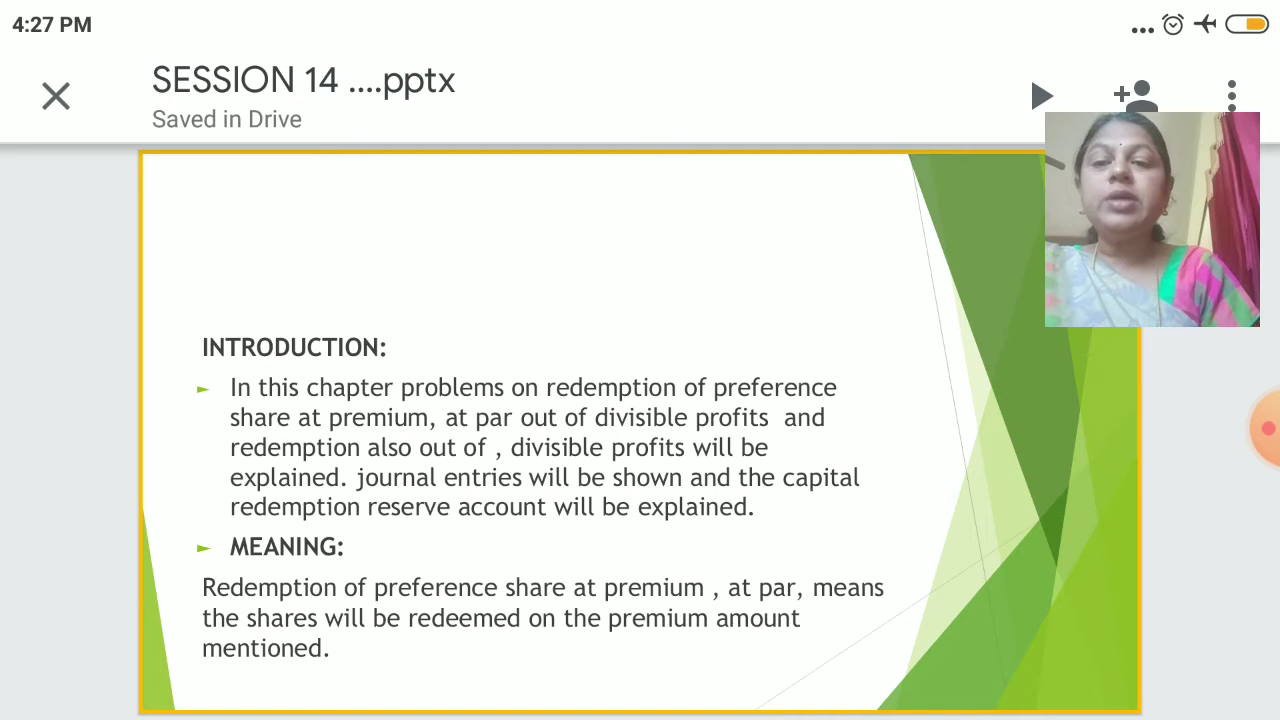 4:27 PM
SESSION 14 ....pptx
Saved in Drive
INTRODUCTION:
In this chapter problems on redemption of preference
share at premium, at par out of divisible profits  and
redemption also out of , divisible profits will be
explained. journal entries will be shown and the capital
redemption reserve account will be explained.
MEANING:
Redemption of preference share at premium , at par, means
the shares will be redeemed on the premium amount
mentioned.